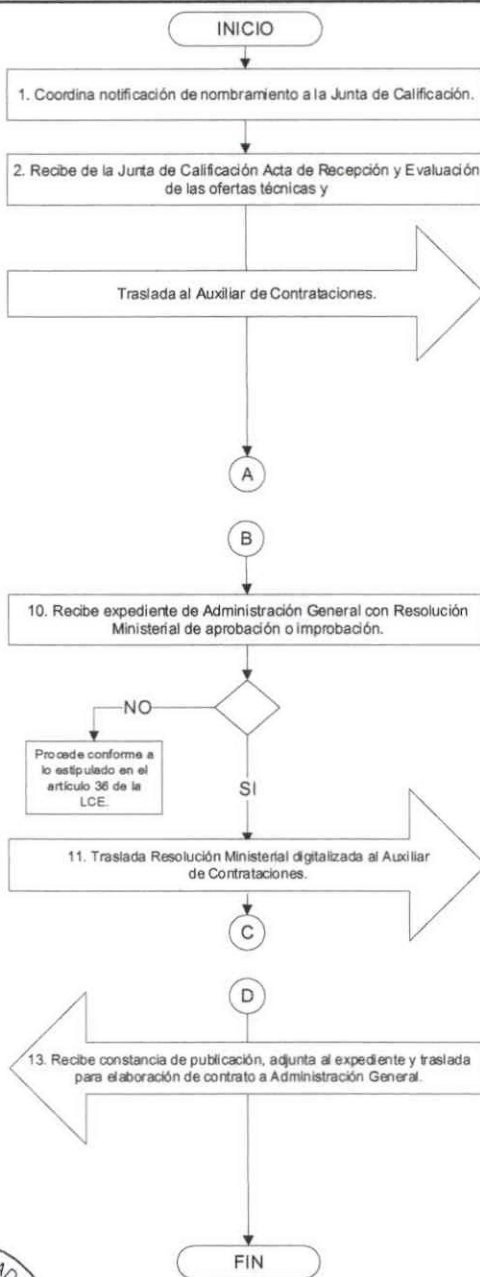 INICIO
1. Coordina notificación de nombramiento a la Junta de Calificación.
2. Recibe de la Junta de Calificación Acta de Recepción y Evaluación
de las ofertas técnicas y
Traslada al Auxiliar de Contrataciones.
A
B
10. Recibe expediente de Administración General con Resolución
Ministerial de aprobación o improbación.
NO
Procede conforme a
lo estipulado en el
artículo 36 de la
LCE.
SI
11. Traslada Resolución Ministerial digitalizada al Auxiliar
de Contrataciones.
C
D
13. Recibe constancia de publicación, adjunta al expediente y traslada
para elaboración de contrato a Administración General.
FIN